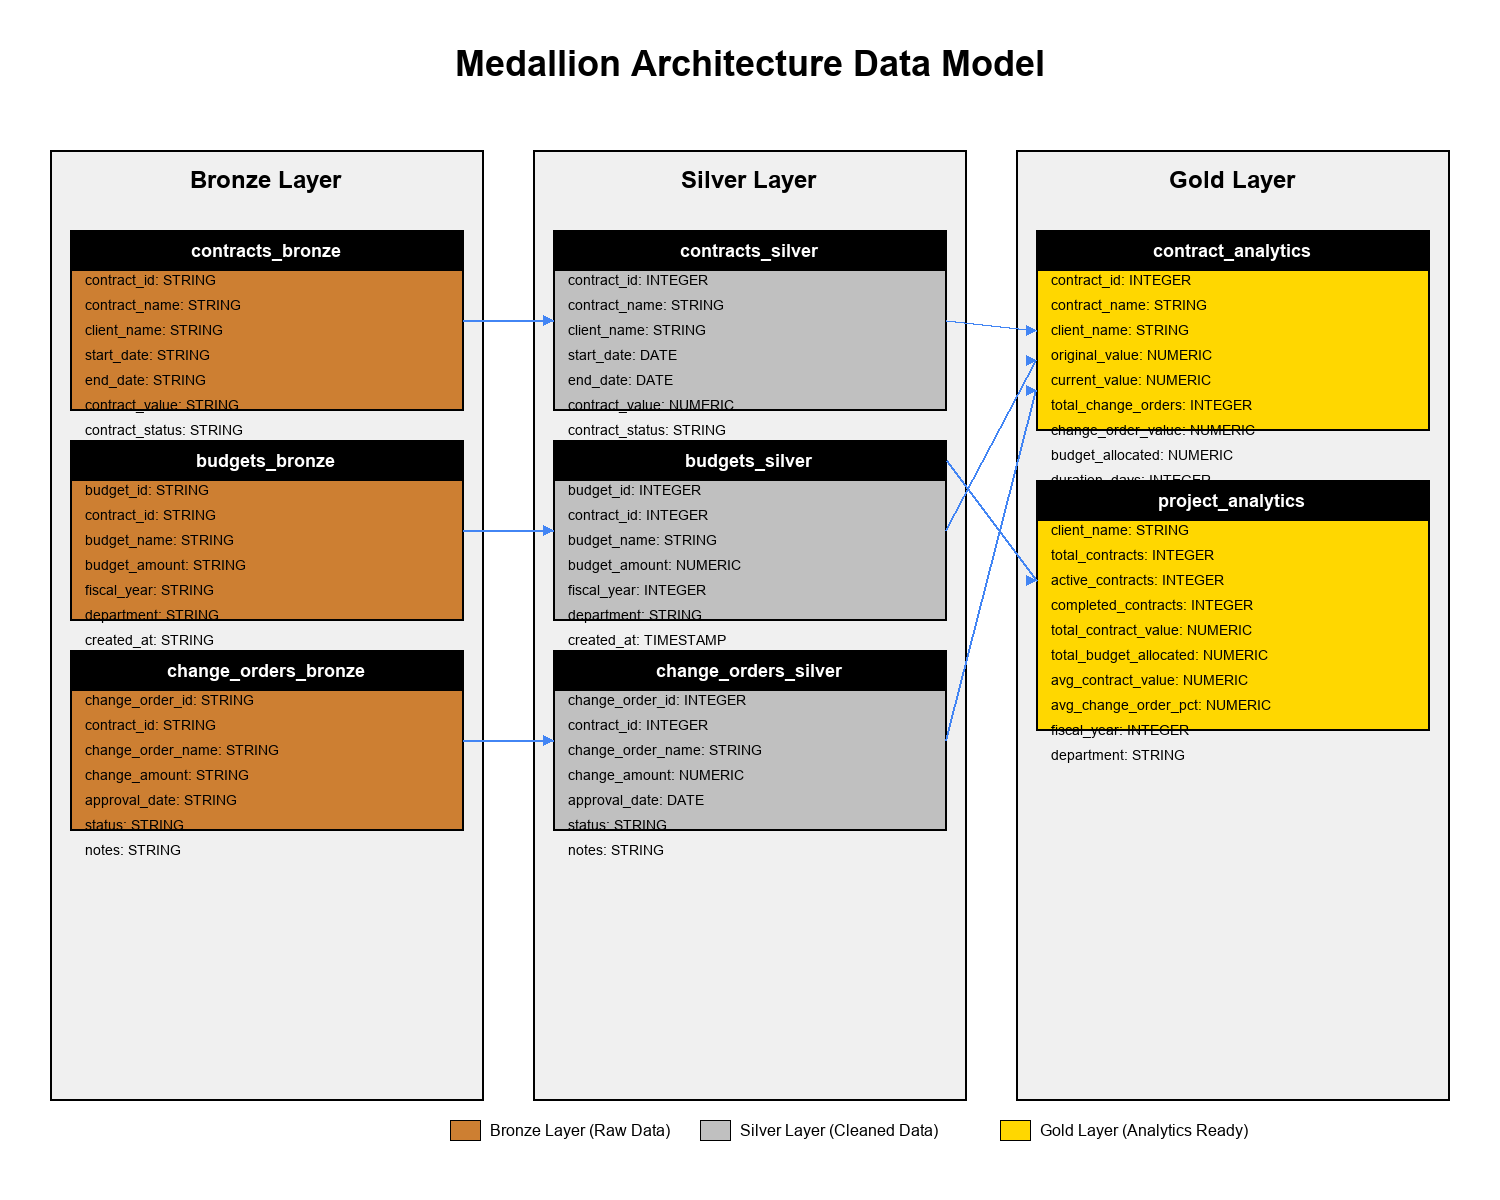 Medallion Architecture Data Model
Bronze Layer
contracts_bronze
contract_id: STRING
contract_name: STRING
client_name: STRING
start_date: STRING
end_date: STRING
contract_value: STRING
contract_status: STRING
budgets_bronze
budget_id: STRING
contract_id: STRING
budget_name: STRING
budget_amount: STRING
fiscal_year: STRING
department: STRING
created_at: STRING
change_orders_bronze
change_order_id: STRING
contract_id: STRING
change_order_name: STRING
change_amount: STRING
approval_date: STRING
status: STRING
notes: STRING
Silver Layer
contracts_silver
contract_id: INTEGER
contract_name: STRING
client_name: STRING
start_date: DATE
end_date: DATE
contract_value: NUMERIC
contract_status: STRING
budgets_silver
budget_id: INTEGER
contract_id: INTEGER
budget_name: STRING
budget_amount: NUMERIC
fiscal_year: INTEGER
department: STRING
created_at: TIMESTAMP
change_orders_silver
change_order_id: INTEGER
contract_id: INTEGER
change_order_name: STRING
change_amount: NUMERIC
approval_date: DATE
status: STRING
notes: STRING
Gold Layer
contract_analytics
contract_id: INTEGER
contract_name: STRING
client_name: STRING
original_value: NUMERIC
current_value: NUMERIC
total_change_orders: INTEGER
change_order_value: NUMERIC
budget_allocated: NUMERIC
duration_days: INTEGER
project_analytics
client_name: STRING
total_contracts: INTEGER
active_contracts: INTEGER
completed_contracts: INTEGER
total_contract_value: NUMERIC
total_budget_allocated: NUMERIC
avg_contract_value: NUMERIC
avg_change_order_pct: NUMERIC
fiscal_year: INTEGER
department: STRING
Bronze Layer (Raw Data)
Silver Layer (Cleaned Data)
Gold Layer (Analytics Ready)